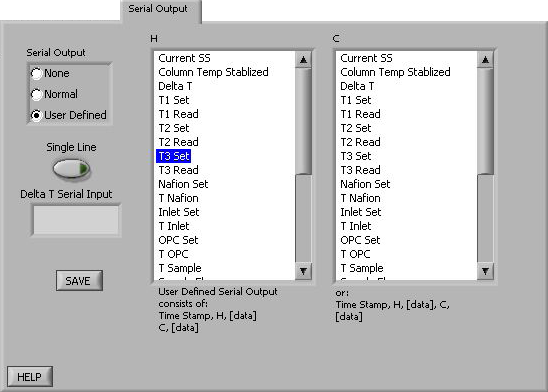 Serial Output
Serial Output
None
Normal
User Defined
Single Line
Delta T Serial Input
SAVE
H
Current SS
Column Temp Stablized
Delta T
T1 Set
T1 Read
T2 Set
T2 Read
T3 Set
T3 Read
Nafion Set
T Nafion
Inlet Set
T Inlet
OPC Set
T OPC
T Sample
User Defined Serial Output
consists of:
Time Stamp, H, [data]
C, [data]
C
Current SS
Column Temp Stablized
Delta T
T1 Set
T1 Read
T2 Set
T2 Read
T3 Set
T3 Read
Nafion Set
T Nafion
Inlet Set
T Inlet
OPC Set
T OPC
T Sample
or:
Time Stamp, H, [data], C,
[data]
HELP